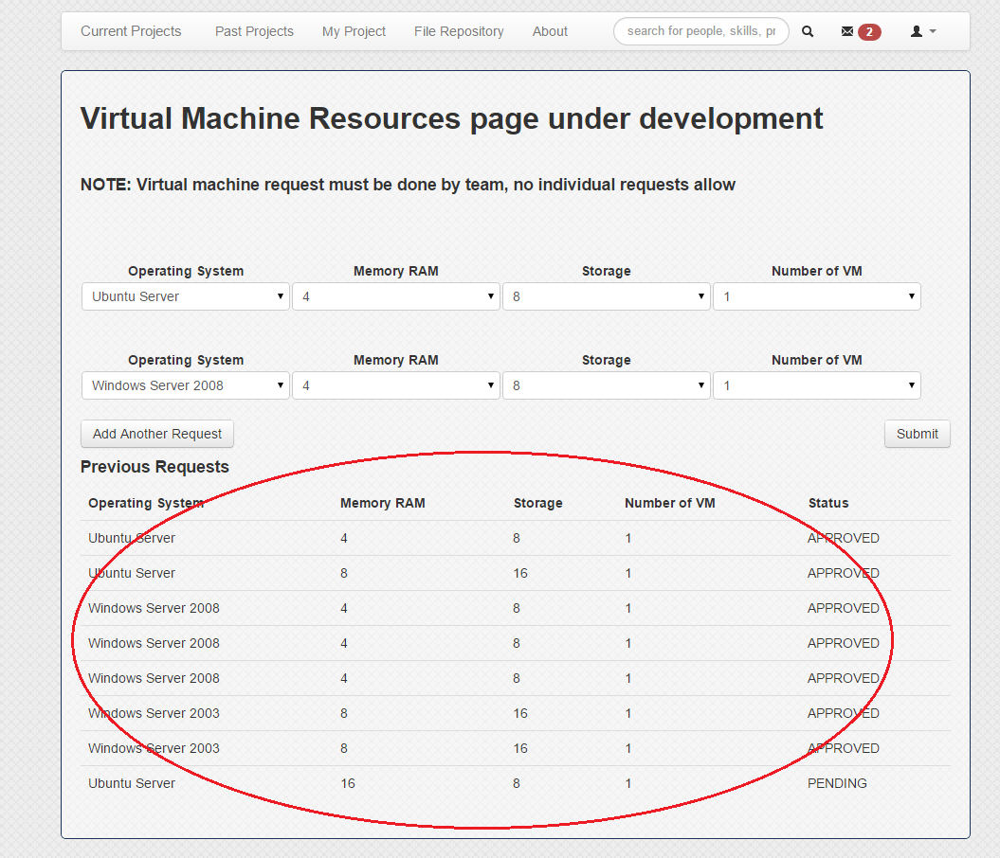 Current Projects Past Projects My Project File Repository About search for people, skills, pr 2
Virtual Machine Resources page under development
NOTE: Virtual machine request must be done by team, no individual requests allow
Operating System Memory RAM Storage Number of VM
Ubuntu Server 4 8 1
Operating System Memory RAM Storage Number of VM
Windows Server 2008 4 8 1
Add Another Request Submit
Previous Requests
Operating System Memory RAM Storage Number of VM Status
Ubuntu Server 4 8 1 APPROVED
Ubuntu Server 8 16 1 APPROVED
Windows Server 2008 4 8 1 APPROVED
Windows Server 2008 4 8 1 APPROVED
Windows Server 2008 4 8 1 APPROVED
Windows Server 2003 8 16 1 APPROVED
Windows Server 2003 8 16 1 APPROVED
Ubuntu Server 16 8 1 PENDING